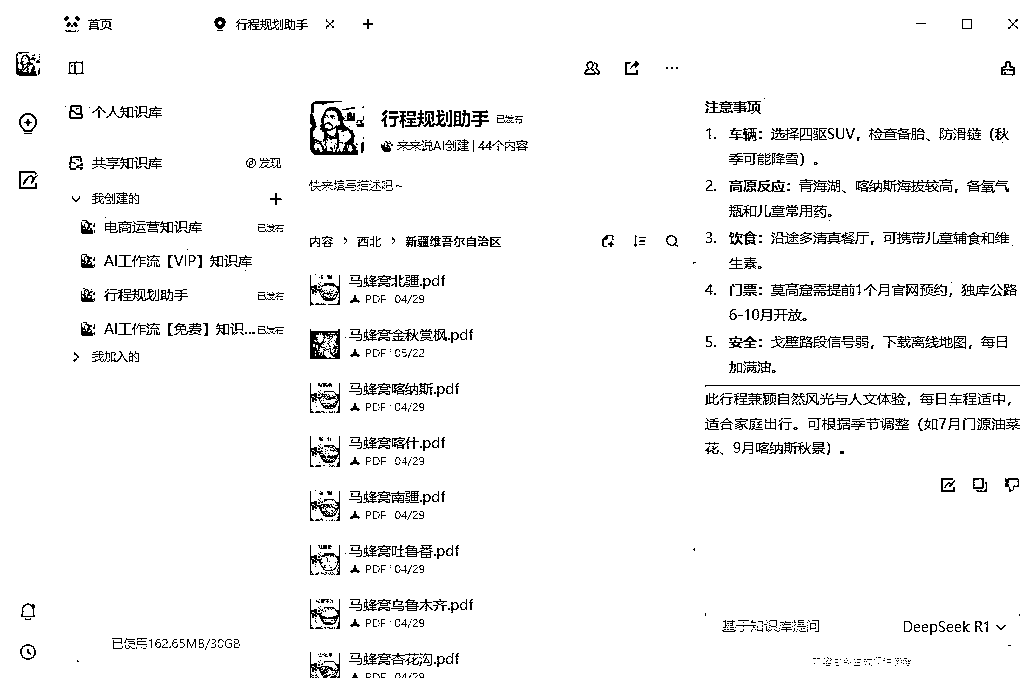 首页
行程规划助手
个人知识库
共享知识库
发现
我创建的
电商运营知识库 已发布
AI工作流【VIP】知识库
行程规划助手 已发布
AI工作流【免费】知识... 已发布
我加入的
已使用162.65MB/30GB
行程规划助手 已发布
来来说AI创建 | 44个内容
快来填写描述吧~
内容 > 西北 > 新疆维吾尔自治区
马蜂窝北疆.pdf
PDF · 04/29
马蜂窝金秋赏枫.pdf
PDF · 05/22
马蜂窝喀纳斯.pdf
PDF · 04/29
马蜂窝喀什.pdf
PDF · 04/29
马蜂窝南疆.pdf
PDF · 04/29
马蜂窝吐鲁番.pdf
PDF · 04/29
马蜂窝乌鲁木齐.pdf
PDF · 04/29
马蜂窝杏花沟.pdf
PDF · 04/29
注意事项
1. 车辆：选择四驱SUV，检查备胎、防滑链（秋
季可能降雪）。
2. 高原反应：青海湖、喀纳斯海拔较高，备氧气
瓶和儿童常用药。
3. 饮食：沿途多清真餐厅，可携带儿童辅食和维
生素。
4. 门票：莫高窟需提前1个月官网预约，独库公路
6-10月开放。
5. 安全：戈壁路段信号弱，下载离线地图，每日
加满油。
此行程兼顾自然风光与人文体验，每日车程适中，
适合家庭出行。可根据季节调整（如7月门源油菜
花、9月喀纳斯秋景）。
基于知识库提问
DeepSeek R1